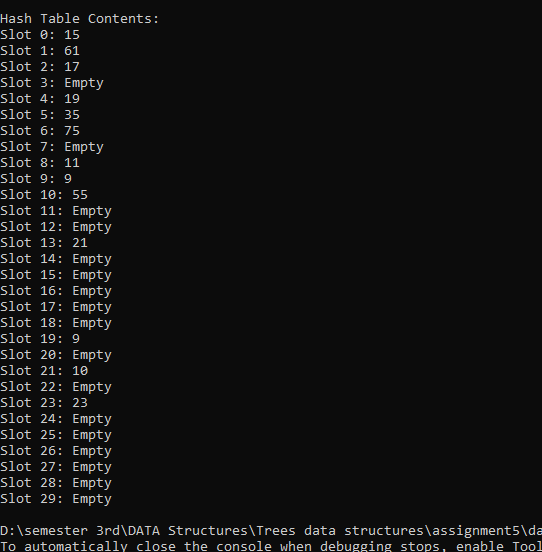 Hash Table Contents:
Slot 0: 15
Slot 1: 61
Slot 2: 17
Slot 3: Empty
Slot 4: 19
Slot 5: 35
Slot 6: 75
Slot 7: Empty
Slot 8: 11
Slot 9: 9
Slot 10: 55
Slot 11: Empty
Slot 12: Empty
Slot 13: 21
Slot 14: Empty
Slot 15: Empty
Slot 16: Empty
Slot 17: Empty
Slot 18: Empty
Slot 19: 9
Slot 20: Empty
Slot 21: 10
Slot 22: Empty
Slot 23: 23
Slot 24: Empty
Slot 25: Empty
Slot 26: Empty
Slot 27: Empty
Slot 28: Empty
Slot 29: Empty
D:\semester 3rd\DATA Structures\Trees data structures\assignment5\da
To automatically close the console when debugging stops, enable Tool